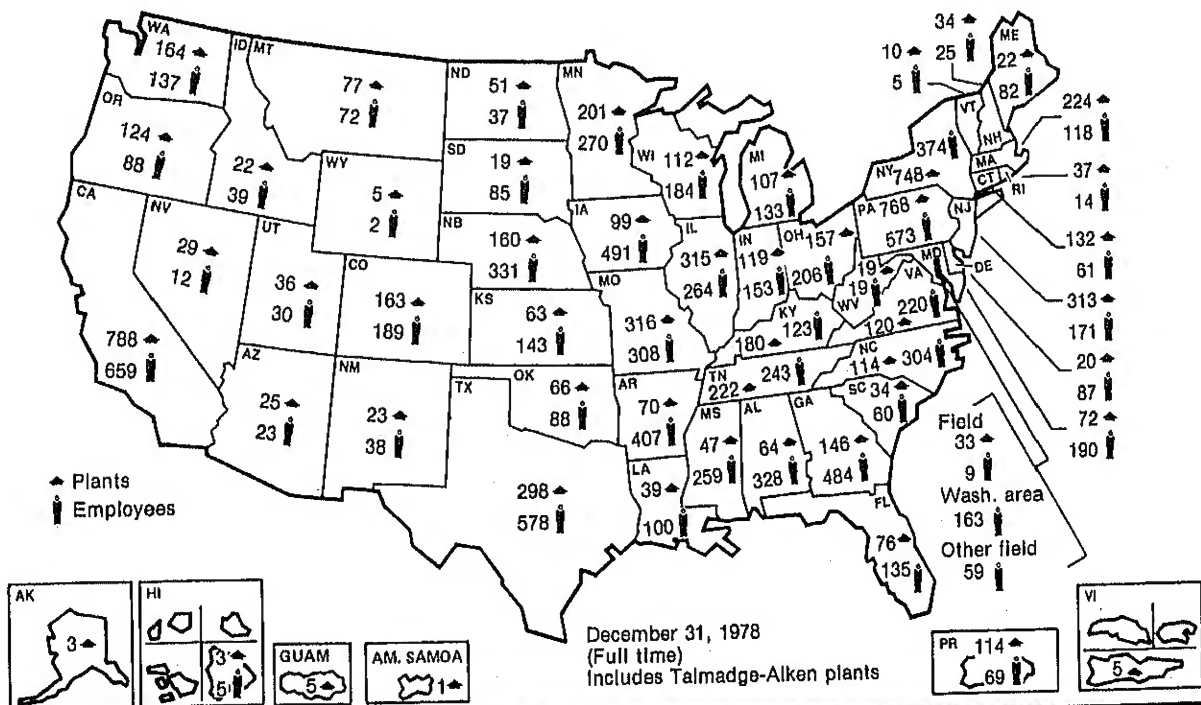 WA
164
137
ID
MT
77
72
ND
51
37
MN
201
270
OR
124
88
22
39
WY
5
2
SD
19
85
WI
112
184
MI
107
133
CA
788
659
NV
29
12
UT
36
30
CO
163
189
NB
160
331
IA
99
491
IL
315
264
IN
119
153
OH
157
206
KS
63
143
MO
316
308
KY
180
123
WV
19
19
VA
220
120
PA
768
573
NY
748
374
VT
NH
ME
22
82
34
25
10
5
MA
CT
RI
NJ
MD
DE
224
118
37
14
132
61
313
171
20
87
72
190
AZ
25
23
NM
23
38
TX
298
578
OK
66
88
AR
70
407
LA
39
100
TN
222
243
NC
114
304
SC
34
60
MS
47
259
AL
64
328
GA
146
484
FL
76
135
Field
33
9
Wash. area
163
Other field
59
Plants
Employees
AK
3
HI
3
5
GUAM
5
AM. SAMOA
1
December 31, 1978
(Full time)
Includes Talmadge-Aiken plants
PR
114
69
VI
5